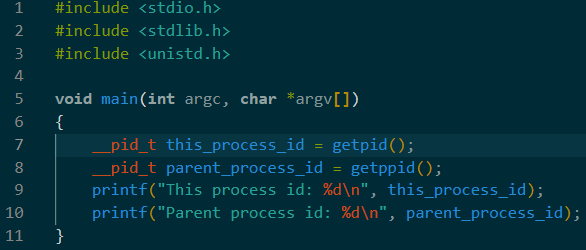 1 #include <stdio.h>
2 #include <stdlib.h>
3 #include <unistd.h>
4
5 void main(int argc, char *argv[])
6 {
7     __pid_t this_process_id = getpid();
8     __pid_t parent_process_id = getppid();
9     printf("This process id: %d\n", this_process_id);
10     printf("Parent process id: %d\n", parent_process_id);
11 }